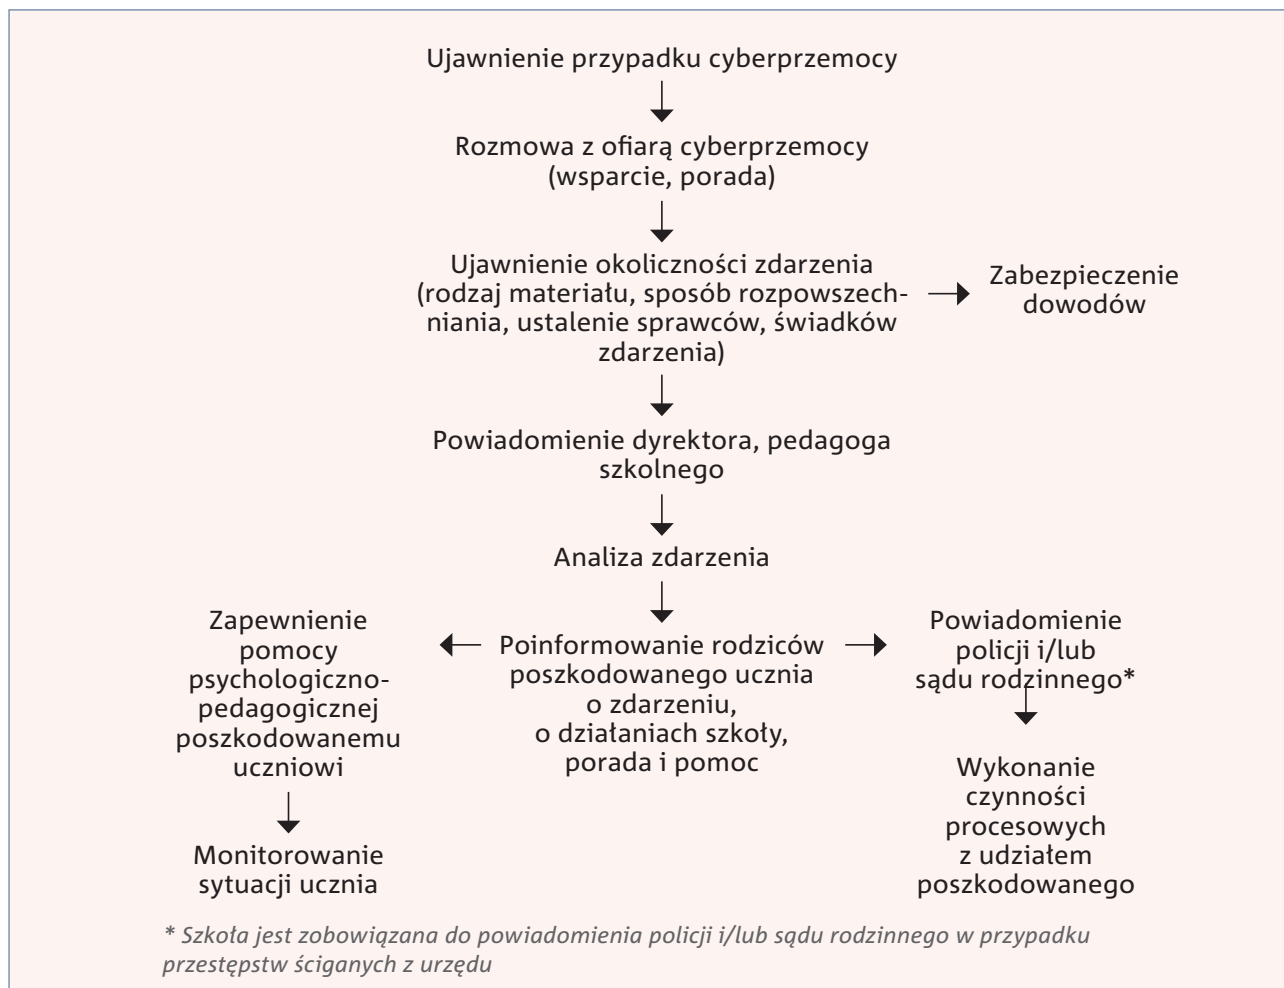 Ujawnienie przypadku cyberprzemocy
Rozmowa z ofiarą cyberprzemocy
(wsparcie, porada)
Ujawnienie okoliczności zdarzenia
(rodzaj materiału, sposób rozpowszech-
niania, ustalenie sprawców, świadków
zdarzenia)
Zabezpieczenie
dowodów
Powiadomienie dyrektora, pedagoga
szkolnego
Analiza zdarzenia
Zapewnienie
pomocy
psychologiczno-
pedagogicznej
poszkodowanemu
uczniowi
Poinformowanie rodziców
poszkodowanego ucznia
o zdarzeniu,
o działaniach szkoły,
porada i pomoc
Powiadomienie
policji i/lub
sądu rodzinnego*
Monitorowanie
sytuacji ucznia
Wykonanie
czynności
procesowych
z udziałem
poszkodowanego
* Szkoła jest zobowiązana do powiadomienia policji i/lub sądu rodzinnego w przypadku
przestępstw ściganych z urzędu